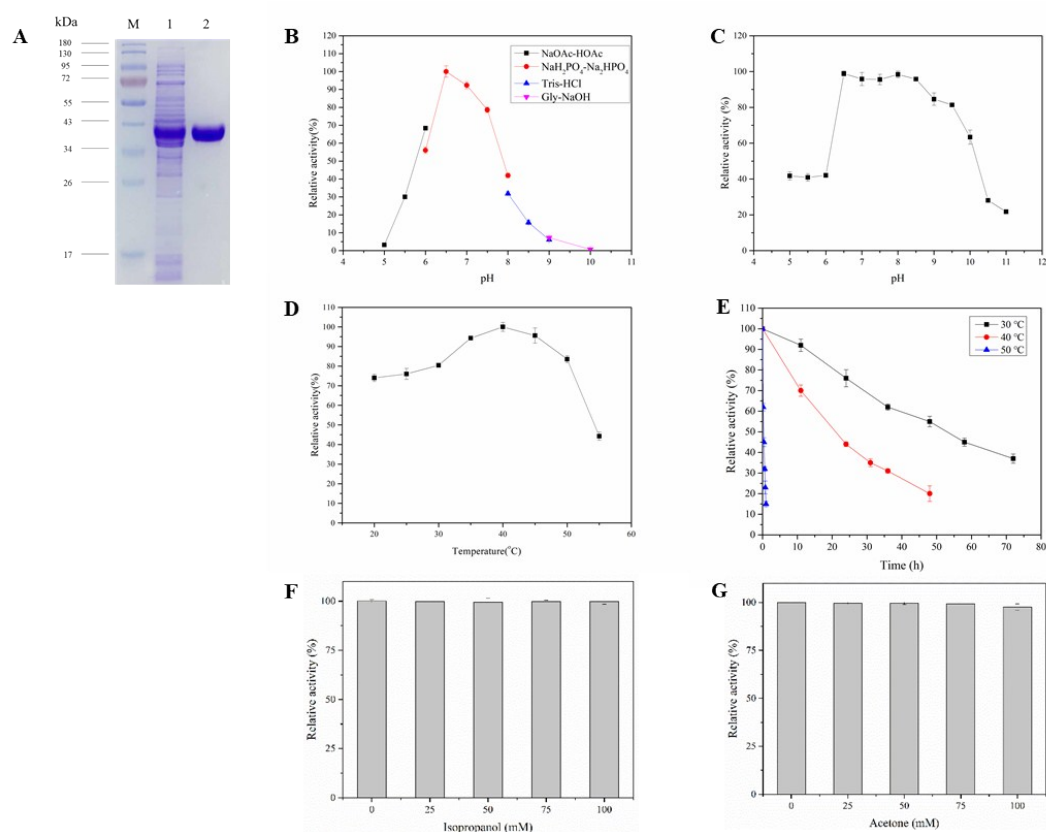 A
kDa
M 1 2
180
130
95
72
55
43
34
26
17
B
Relative activity(%)
120
110
100
90
80
70
60
50
40
30
20
10
0
4 5 6 7 8 9 10 11
pH
NaOAc-HOAc
NaH₂PO₄-Na₂HPO₄
Tris-HCl
Gly-NaOH
C
Relative activity (%)
120
100
80
60
40
20
0
4 5 6 7 8 9 10 11 12
pH
D
Relative activity(%)
110
100
90
80
70
60
50
40
30
20
10
0
20 30 40 50 60
Temperature(°C)
E
Relative activity (%)
110
100
90
80
70
60
50
40
30
20
10
0
0 10 20 30 40 50 60 70 80
Time (h)
30 °C
40 °C
50 °C
F
Relative activity (%)
100
75
50
25
0
0 25 50 75 100
Isopropanol (mM)
G
Relative activity (%)
100
75
50
25
0
0 25 50 75 100
Acetone (mM)